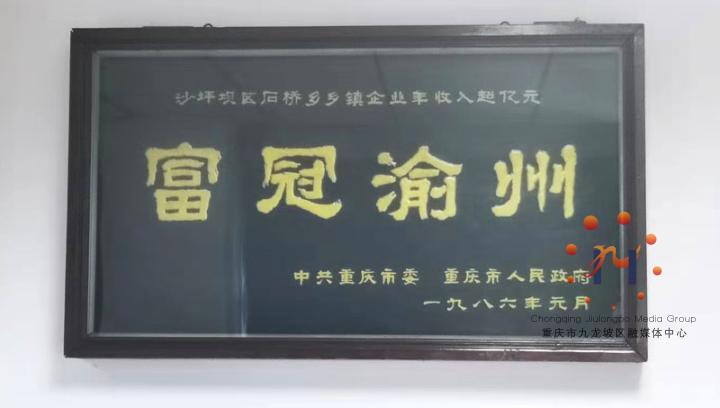 沙坪坝区石桥乡乡镇企业年收入超亿元
富冠渝州
中共重庆市委 重庆市人民政府
一九八六年元月
Chongqing Jiulongpo Media Group
重庆市九龙坡区融媒体中心